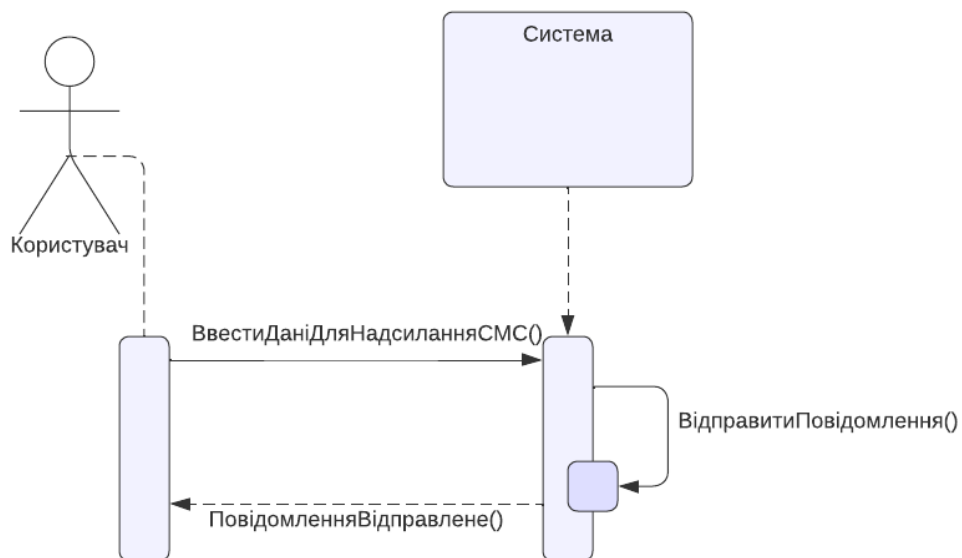 Система
Користувач
ВвестиДаніДляНадсиланняСМС()
ВідправитиПовідомлення()
ПовідомленняВідправлене()